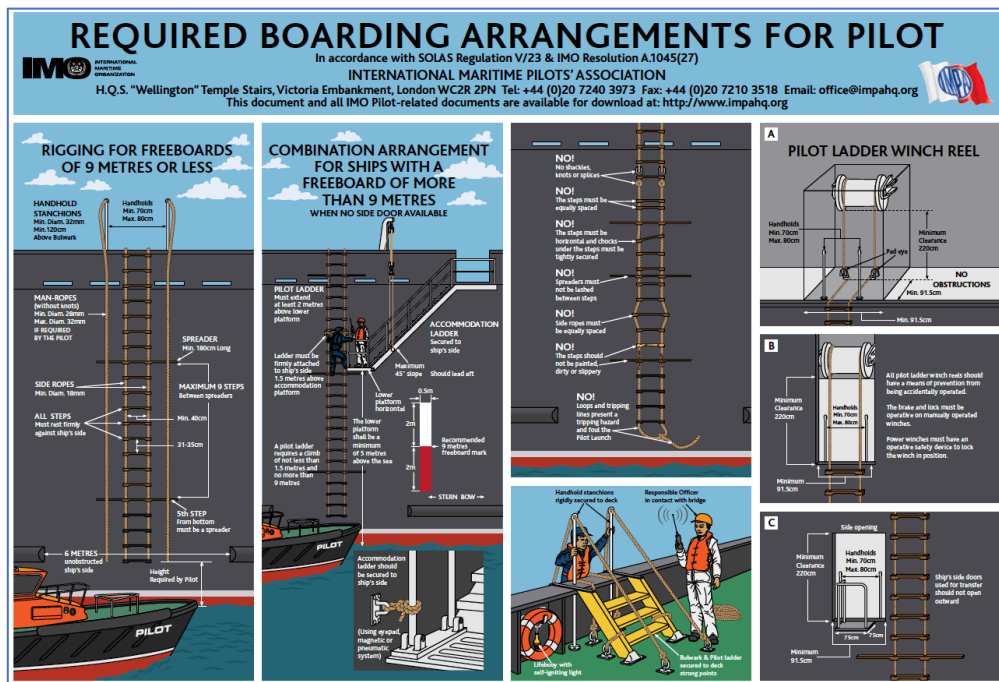 REQUIRED BOARDING ARRANGEMENTS FOR PILOT
In accordance with SOLAS Regulation V/23 & IMO Resolution A.1045(27)
INTERNATIONAL MARITIME PILOTS' ASSOCIATION
H.Q.S. "Wellington" Temple Stairs, Victoria Embankment, London WC2R 2PN Tel: +44 (0)20 7240 3973 Fax: +44 (0)20 7210 3518 Email: office@impahq.org
This document and all IMO Pilot-related documents are available for download at: http://www.impahq.org
IMO
INTERNATIONAL
MARITIME
ORGANIZATION
IMPA
RIGGING FOR FREEBOARDS
OF 9 METRES OR LESS
HANDHOLD
STANCHIONS
Min. Diam. 32mm
Min. 120cm
Above Bulwark
Handholds
Min. 70cm
Max. 80cm
MAN-ROPES
(without knots)
Min. Diam. 28mm
Max. Diam. 32mm
IF REQUIRED
BY THE PILOT
SPREADER
Min. 180cm Long
SIDE ROPES
Min. Diam. 18mm
MAXIMUM 9 STEPS
Between spreaders
ALL STEPS
Must rest firmly
against ship's side
Min. 40cm
31-35cm
5th STEP
From bottom
must be a spreader
6 METRES
unobstructed
ship's side
Height
Required by Pilot
PILOT
COMBINATION ARRANGEMENT
FOR SHIPS WITH A
FREEBOARD OF MORE
THAN 9 METRES
WHEN NO SIDE DOOR AVAILABLE
PILOT LADDER
Must extend
at least 2 metres
above lower
platform
ACCOMMODATION
LADDER
Secured to
ship's side
Ladder must be
firmly attached
to ship's side
1.5 metres above
accommodation
platform
Maximum
45° slope
Should lead aft
Lower
platform
horizontal
0.5m
2m
2m
The lower
platform
shall be a
minimum
of 5 metres
above the sea
Recommended
9 metre
freeboard mark
A pilot ladder
requires a climb
of not less than
1.5 metres and
no more than
9 metres
STERN BOW
PILOT
Accommodation
ladder should
be secured to
ship's side
(Using eyepad,
magnetic or
pneumatic
system)
NO!
No shackles,
knots or splices
NO!
The steps must be
equally spaced
NO!
The steps must be
horizontal and chocks
under the steps must be
tightly secured
NO!
Spreaders must
not be lashed
between steps
NO!
Side ropes must
be equally spaced
NO!
The steps should
not be painted,
dirty or slippery
NO!
Loops and tripping
lines present a
tripping hazard
and foul the
Pilot Launch
Handhold stanchions
rigidly secured to deck
Responsible Officer
in contact with bridge
Lifebuoy with
self-igniting light
Bulwark & Pilot ladder
secured to deck
strong points
A
PILOT LADDER WINCH REEL
Handholds
Min. 70cm
Max. 80cm
Minimum
Clearance
220cm
Pad eye
NO
OBSTRUCTIONS
Min. 91.5cm
Min. 91.5cm
B
Minimum
Clearance
220cm
Handholds
Min. 70cm
Max. 80cm
Minimum
91.5cm
All pilot ladder winch reels should
have a means of prevention from
being accidentally operated.
The brake and lock must be
operative on manually operated
winches.
Power winches must have an
operative safety device to lock
the winch in position.
C
Side opening
Minimum
Clearance
220cm
Handholds
Min. 70cm
Max. 80cm
75cm
75cm
Minimum
91.5cm
Ship's side doors
used for transfer
should not open
outward